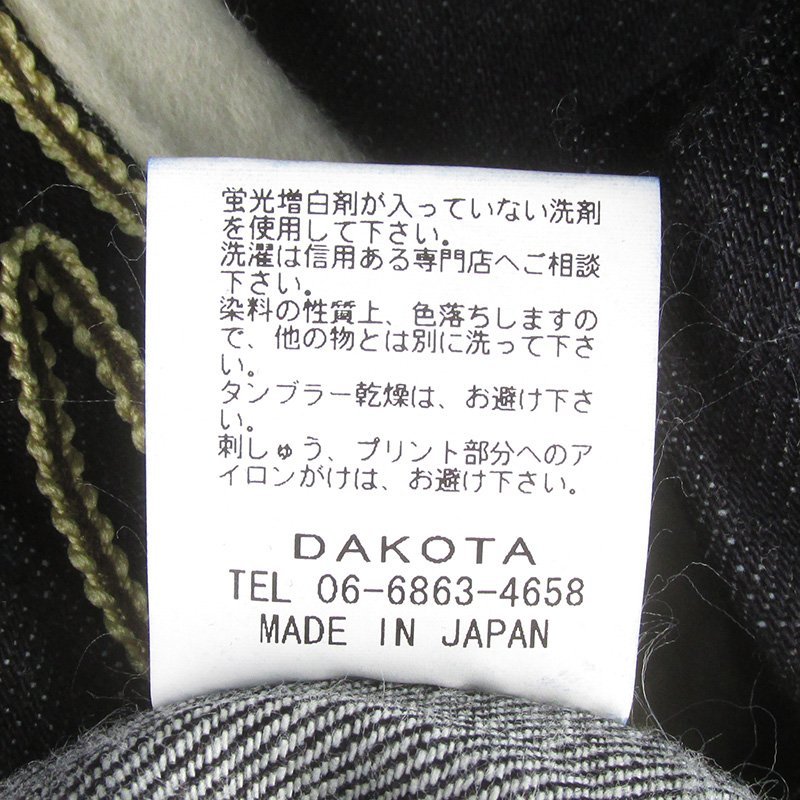 蛍光増白剤が入っていない洗剤
を使用して下さい。
洗濯は信用ある専門店へご相談
下さい。
染料の性質上、色落ちしますの
で、他の物とは別に洗って下さ
い。
タンブラー乾燥は、お避け下さ
い。
刺しゅう、プリント部分へのア
イロンがけは、お避け下さい。
DAKOTA
TEL 06-6863-4658
MADE IN JAPAN